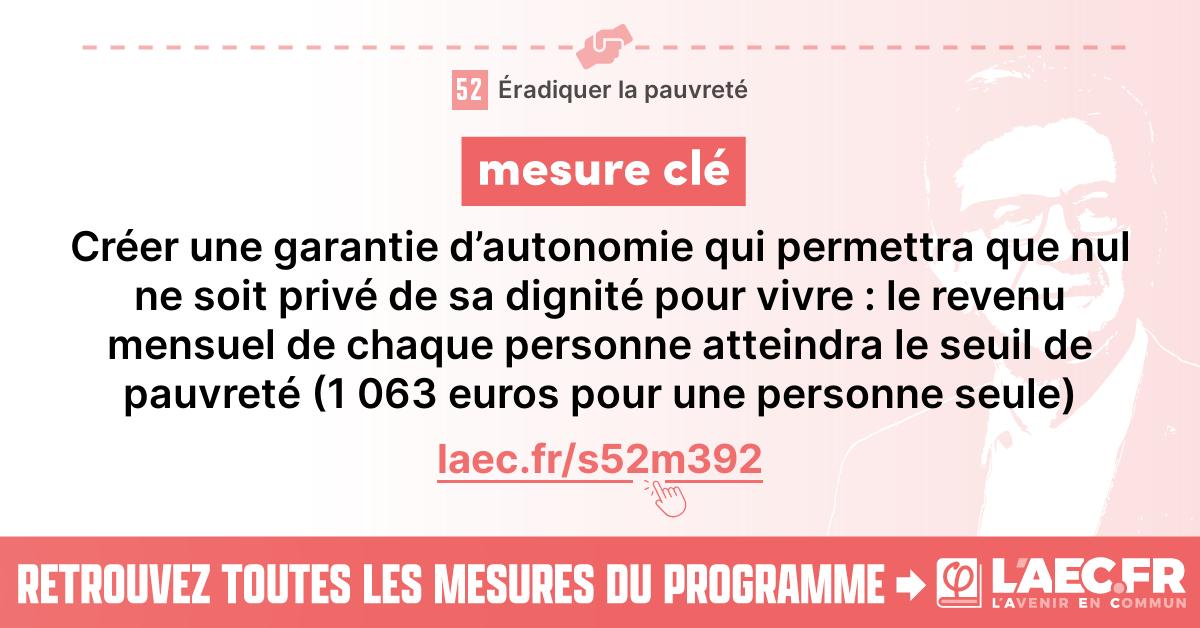 52 Éradiquer la pauvreté
mesure clé
Créer une garantie d’autonomie qui permettra que nul
ne soit privé de sa dignité pour vivre : le revenu
mensuel de chaque personne atteindra le seuil de
pauvreté (1 063 euros pour une personne seule)
laec.fr/s52m392
RETROUVEZ TOUTES LES MESURES DU PROGRAMME φ L'AEC.FR
L'AVENIR EN COMMUN